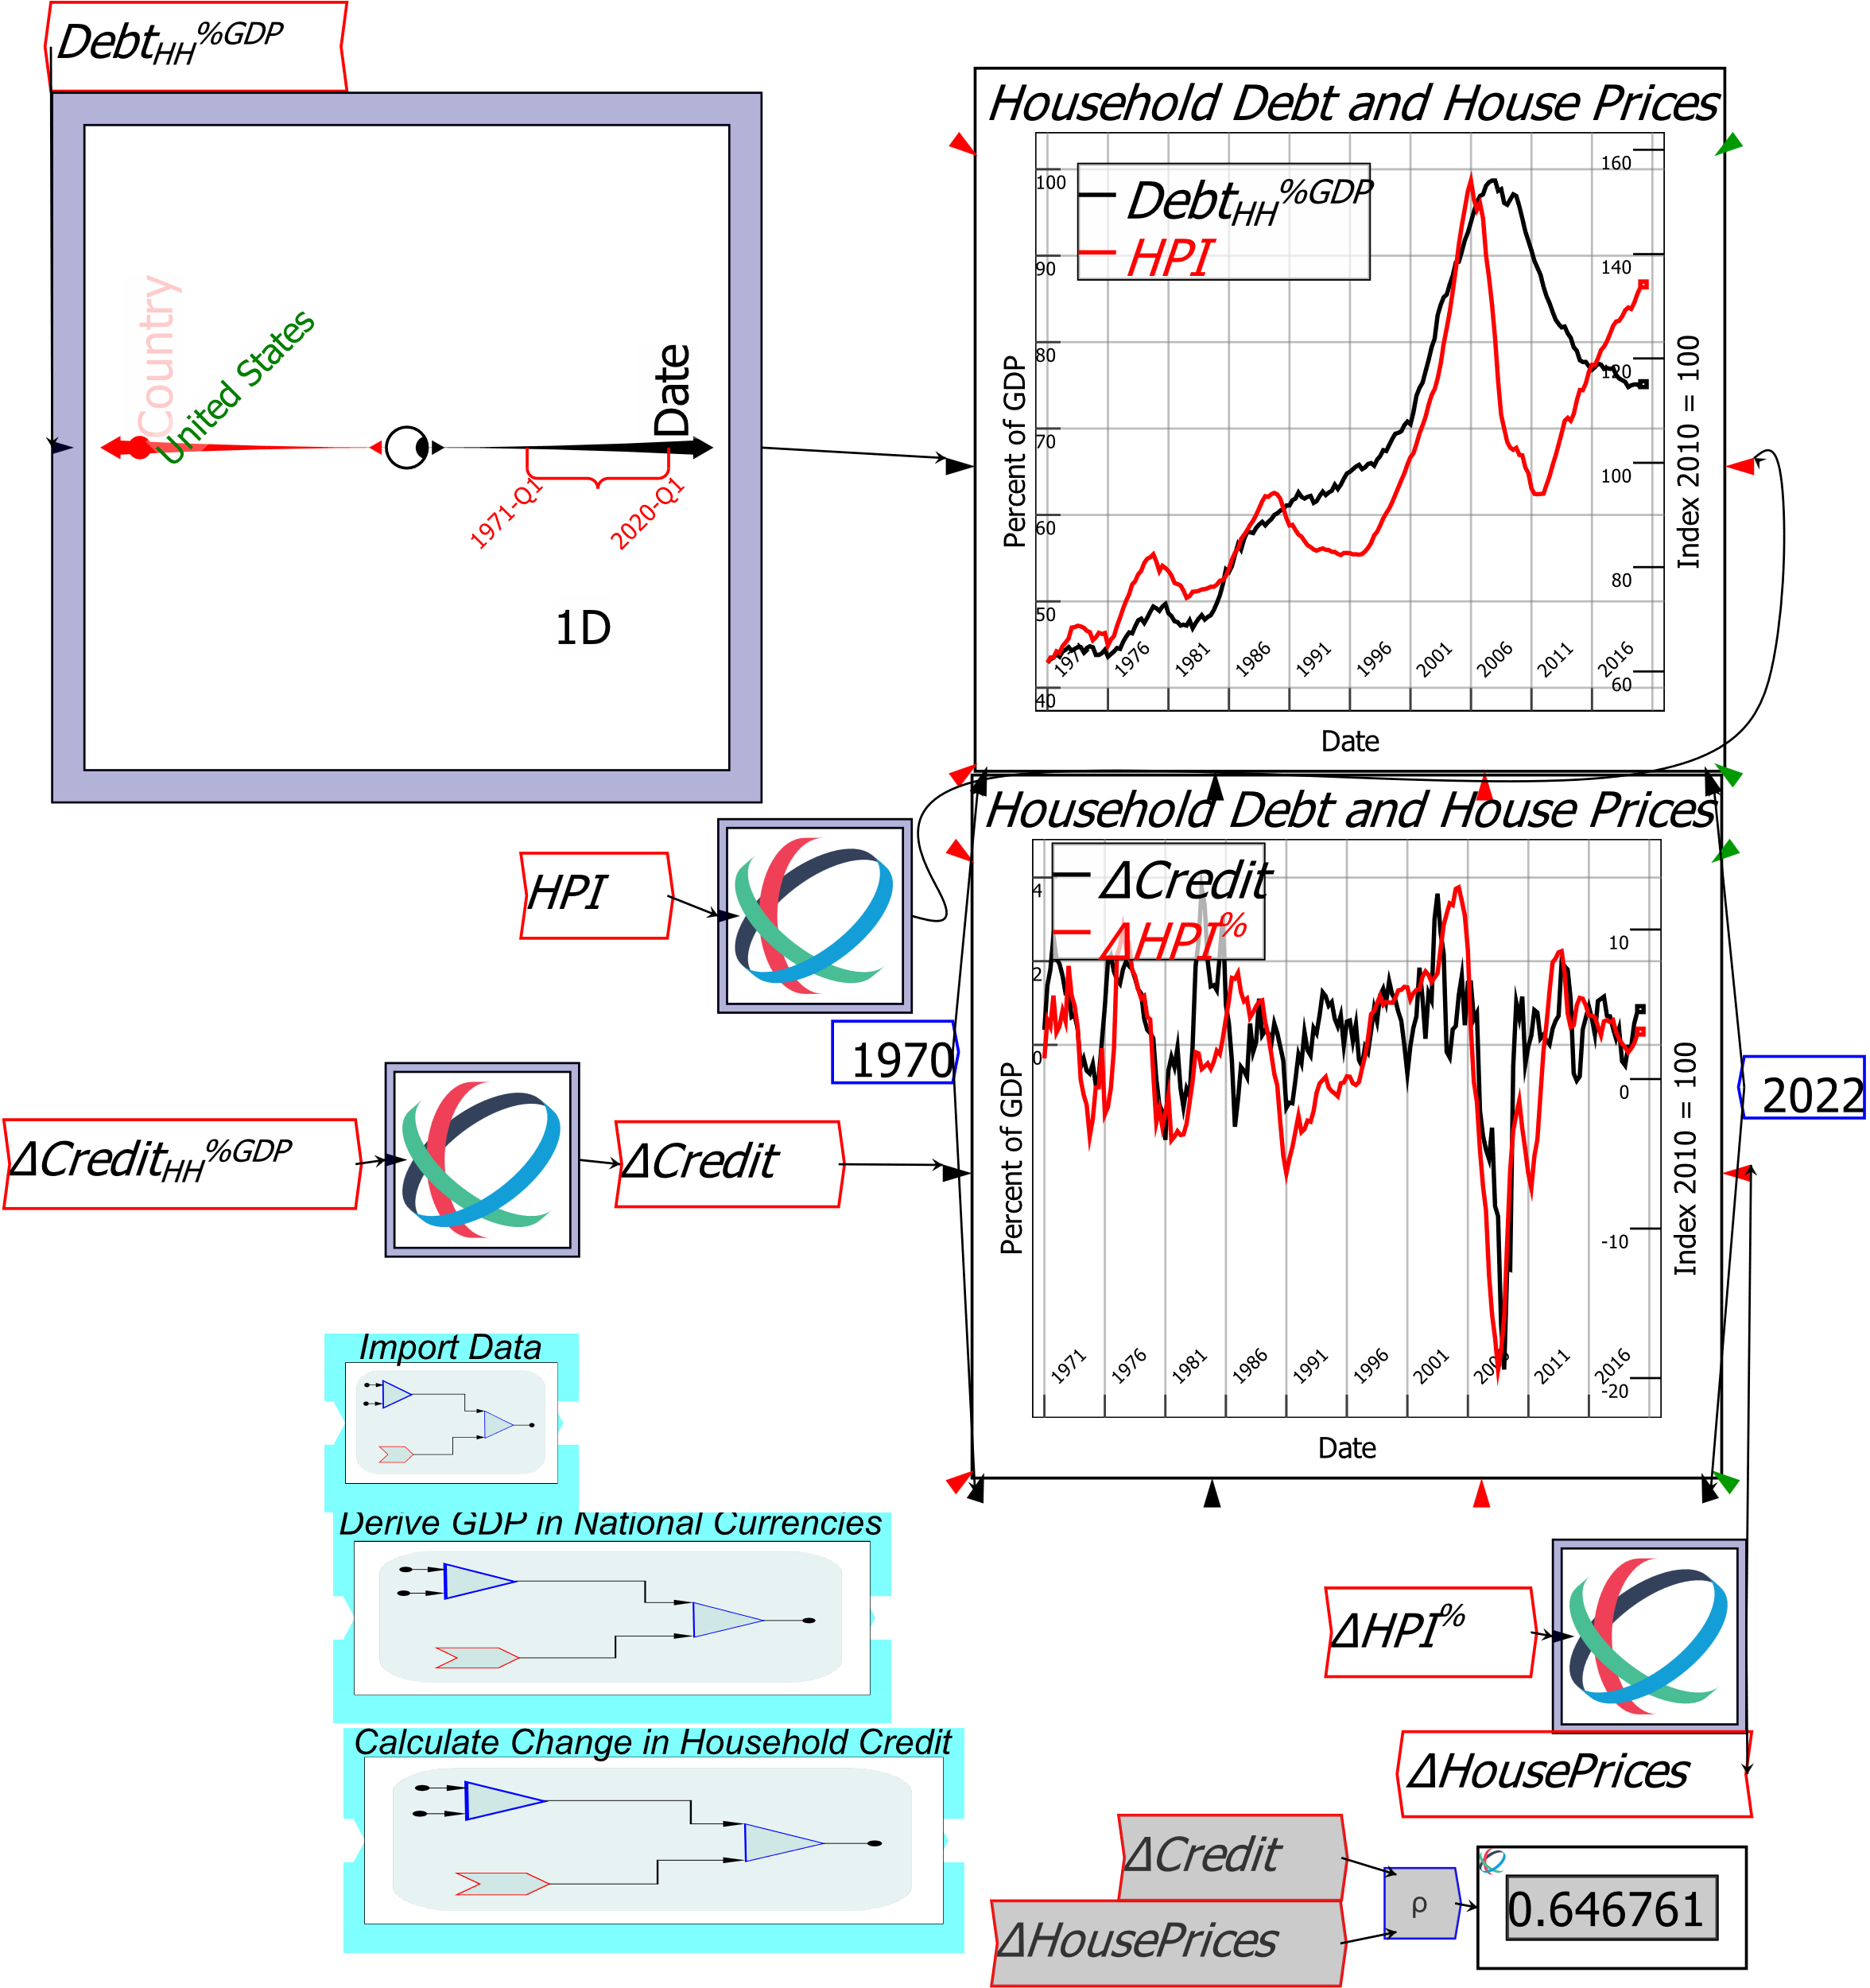 Debt_HH^%GDP
Country
United States
Date
1971-Q1
2020-Q1
1D
Household Debt and House Prices
Debt_HH^%GDP
HPI
100
90
80
70
60
50
40
160
140
120
100
80
60
Percent of GDP
Index 2010 = 100
1971
1976
1981
1986
1991
1996
2001
2006
2011
2016
Date
HPI
1970
2022
ΔCredit_HH^%GDP
ΔCredit
Household Debt and House Prices
ΔCredit
ΔHPI^%
4
2
0
10
0
-10
-20
Percent of GDP
Index 2010 = 100
1971
1976
1981
1986
1991
1996
2001
2006
2011
2016
Date
Import Data
Derive GDP in National Currencies
Calculate Change in Household Credit
ΔHPI^%
ΔHousePrices
ΔCredit
ΔHousePrices
ρ
0.646761